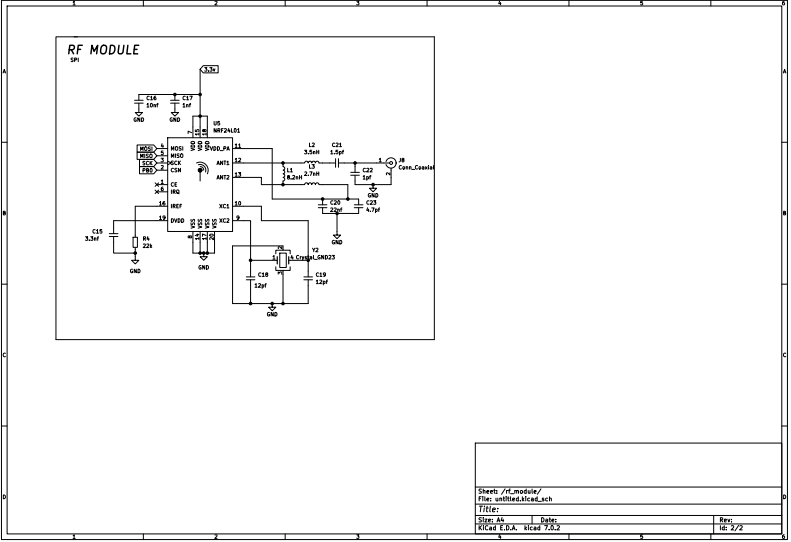 1 2 3 4 5 6
A
B
C
D
RF MODULE
SPI
3.3v
C16
10nf
C17
1nf
GND
GND
U5
NRF24L01
7 15 18
VDD VDD VDD
VDD_PA 11
MOSI 4 MOSI
MISO 5 MISO
SCK 3 SCK
PB0 2 CSN
ANT1 12
ANT2 13
1 CE
6 IRQ
16 IREF
19 DVDD
XC1 10
XC2 9
VSS VSS VSS VSS
8 14 17 20
GND
L2
3.5nH
L3
2.7nH
L1
8.2nH
C21
1.5pf
C22
1pf
1
2
J8
Conn_Coaxial
GND
C20
22nf
C23
4.7pf
GND
C15
3.3nf
R4
22k
GND
Y2
Crystal_GND23
1 2 3 4
C18
12pf
C19
12pf
GND
Sheet: /rf_module/
File: untitled.kicad_sch
Title:
Size: A4 Date: Rev:
KiCad E.D.A. kicad 7.0.2 Id: 2/2
1 2 3 4 5 6
A
B
C
D